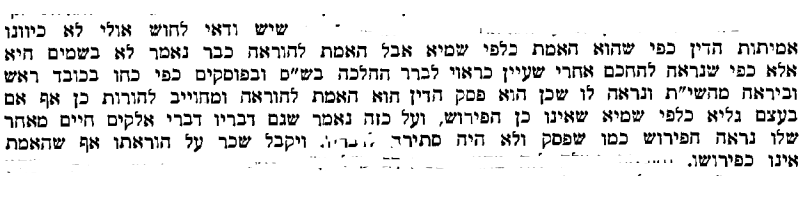 שיש ודאי לחוש אולי לא כיוונו
אמיתות הדין כפי שהוא האמת כלפי שמיא אבל האמת להוראה כבר נאמר לא בשמים היא
אלא כפי שנראה להחכם אחרי שעיין כראוי לברר ההלכה בש״ס ובפוסקים כפי כחו בכובד ראש
וביראה מהשי״ת ונראה לו שכן הוא פסק הדין הוא האמת להוראה ומחוייב להורות כן אף אם
בעצם גליא כלפי שמיא שאינו כן הפירוש, ועל כזה נאמר שגם דבריו דברי אלקים חיים מאחר
שלו נראה הפירוש כמו שפסק ולא היה סתירה לדבריו. ויקבל שכר על הוראתו אף שהאמת
אינו כפירושו.